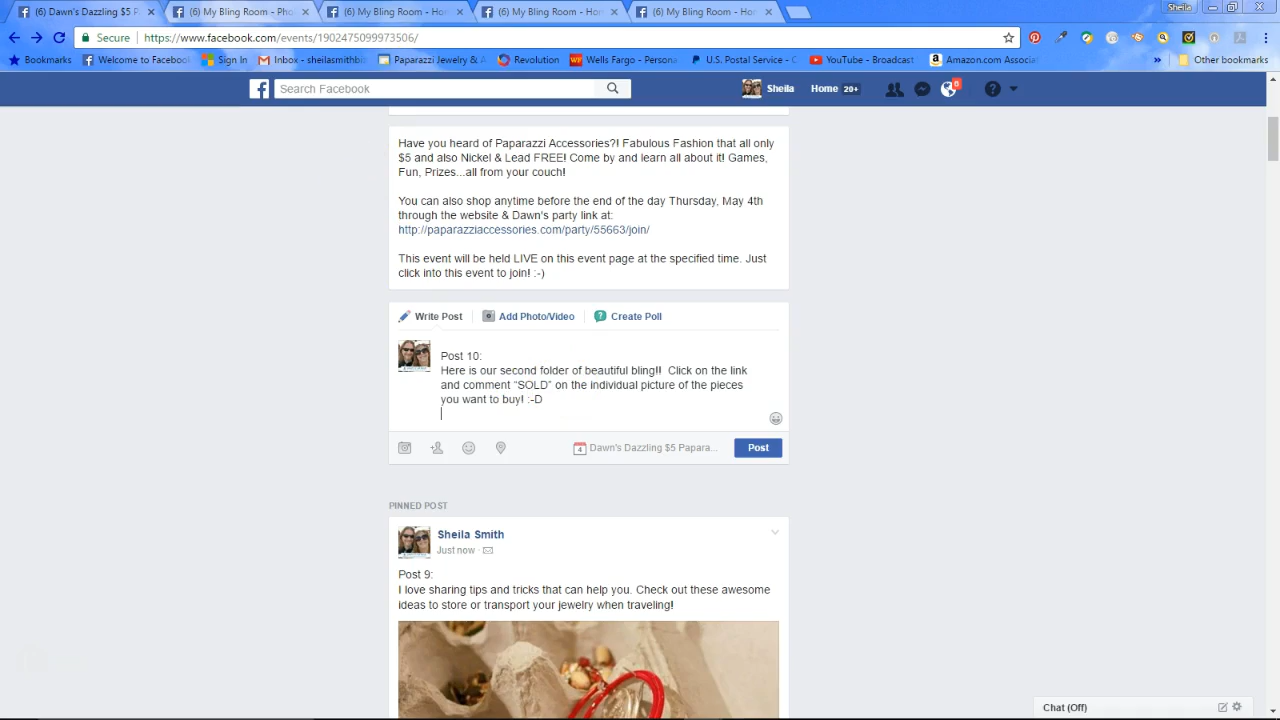 (6) Dawn's Dazzling $5 P
(6) My Bling Room - Pho
(6) My Bling Room - HOM
(6) My Bling Room - HOM
(6) My Bling Room - HOM
Sheila
Secure
https://www.facebook.com/events/1902475099973506/
Bookmarks
Welcome to Facebook
Sign In
Inbox - sheilasmithbli
Paparazzi Jewelry & A
Revolution
Wells Fargo - Persona
U.S. Postal Service - C
YouTube - Broadcast
Amazon.com Associat
»
Other bookmarks
Search Facebook
Sheila
Home 20+
Have you heard of Paparazzi Accessories?! Fabulous Fashion that all only
$5 and also Nickel & Lead FREE! Come by and learn all about it! Games,
Fun, Prizes...all from your couch!
You can also shop anytime before the end of the day Thursday, May 4th
through the website & Dawn's party link at:
http://paparazziaccessories.com/party/55663/join/
This event will be held LIVE on this event page at the specified time. Just
click into this event to join! :-)
Write Post
Add Photo/Video
Create Poll
Post 10:
Here is our second folder of beautiful bling!! Click on the link
and comment “SOLD” on the individual picture of the pieces
you want to buy! :-D
4 Dawn's Dazzling $5 Papara...
Post
PINNED POST
Sheila Smith
Just now ·
Post 9:
I love sharing tips and tricks that can help you. Check out these awesome
ideas to store or transport your jewelry when traveling!
Chat (Off)